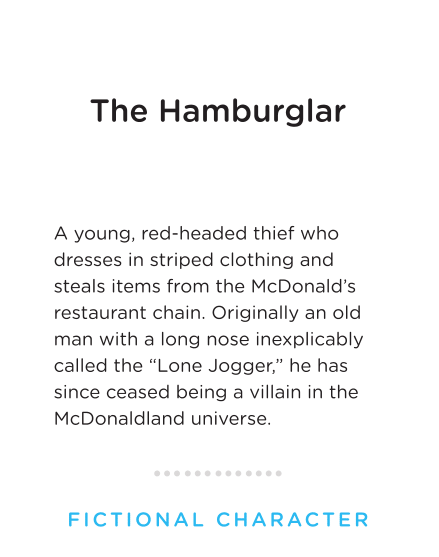 The Hamburglar
A young, red-headed thief who
dresses in striped clothing and
steals items from the McDonald’s
restaurant chain. Originally an old
man with a long nose inexplicably
called the “Lone Jogger,” he has
since ceased being a villain in the
McDonaldland universe.
FICTIONAL CHARACTER